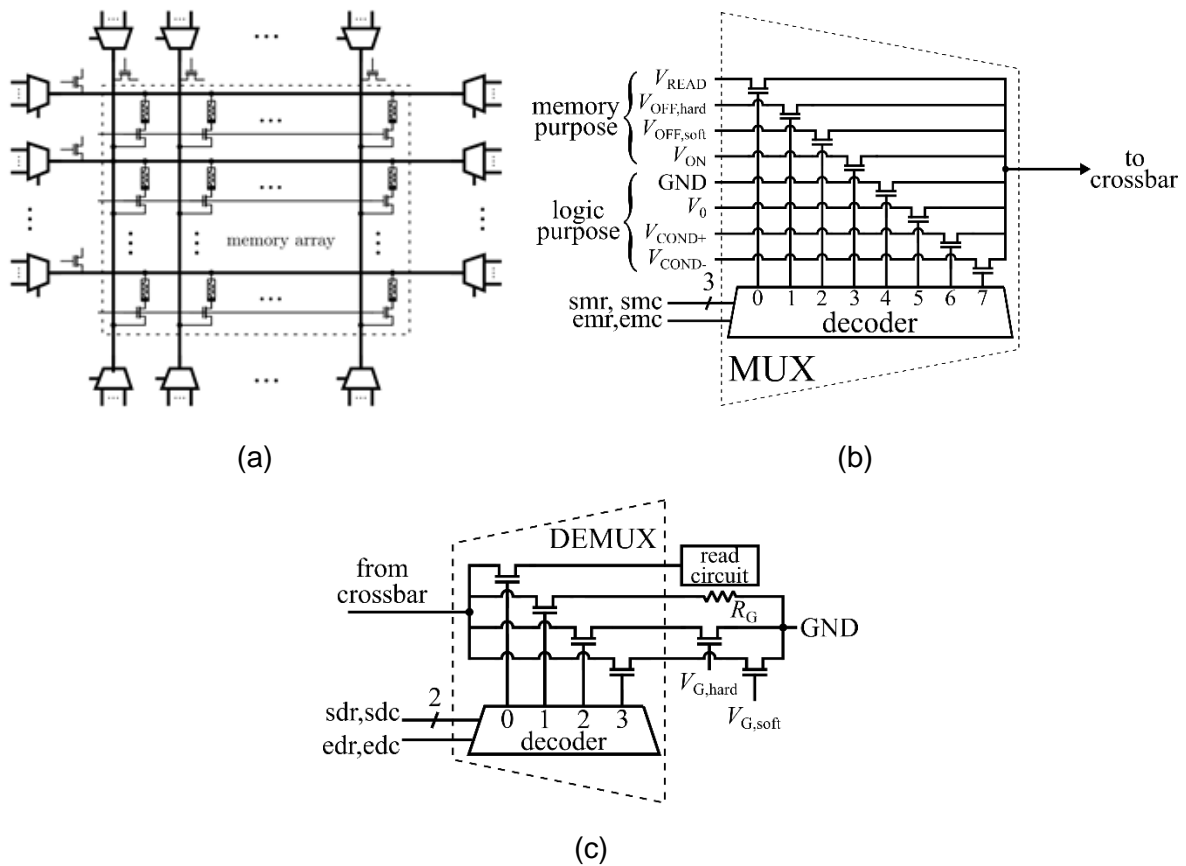 memory array
(a)
memory purpose
V_READ
V_OFF,hard
V_OFF,soft
V_ON
logic purpose
GND
V_0
V_COND+
V_COND-
to crossbar
3
smr, smc
emr,emc
0 1 2 3 4 5 6 7
decoder
MUX
(b)
DEMUX
read circuit
from crossbar
R_G
GND
V_G,hard
V_G,soft
2
sdr,sdc
edr,edc
0 1 2 3
decoder
(c)